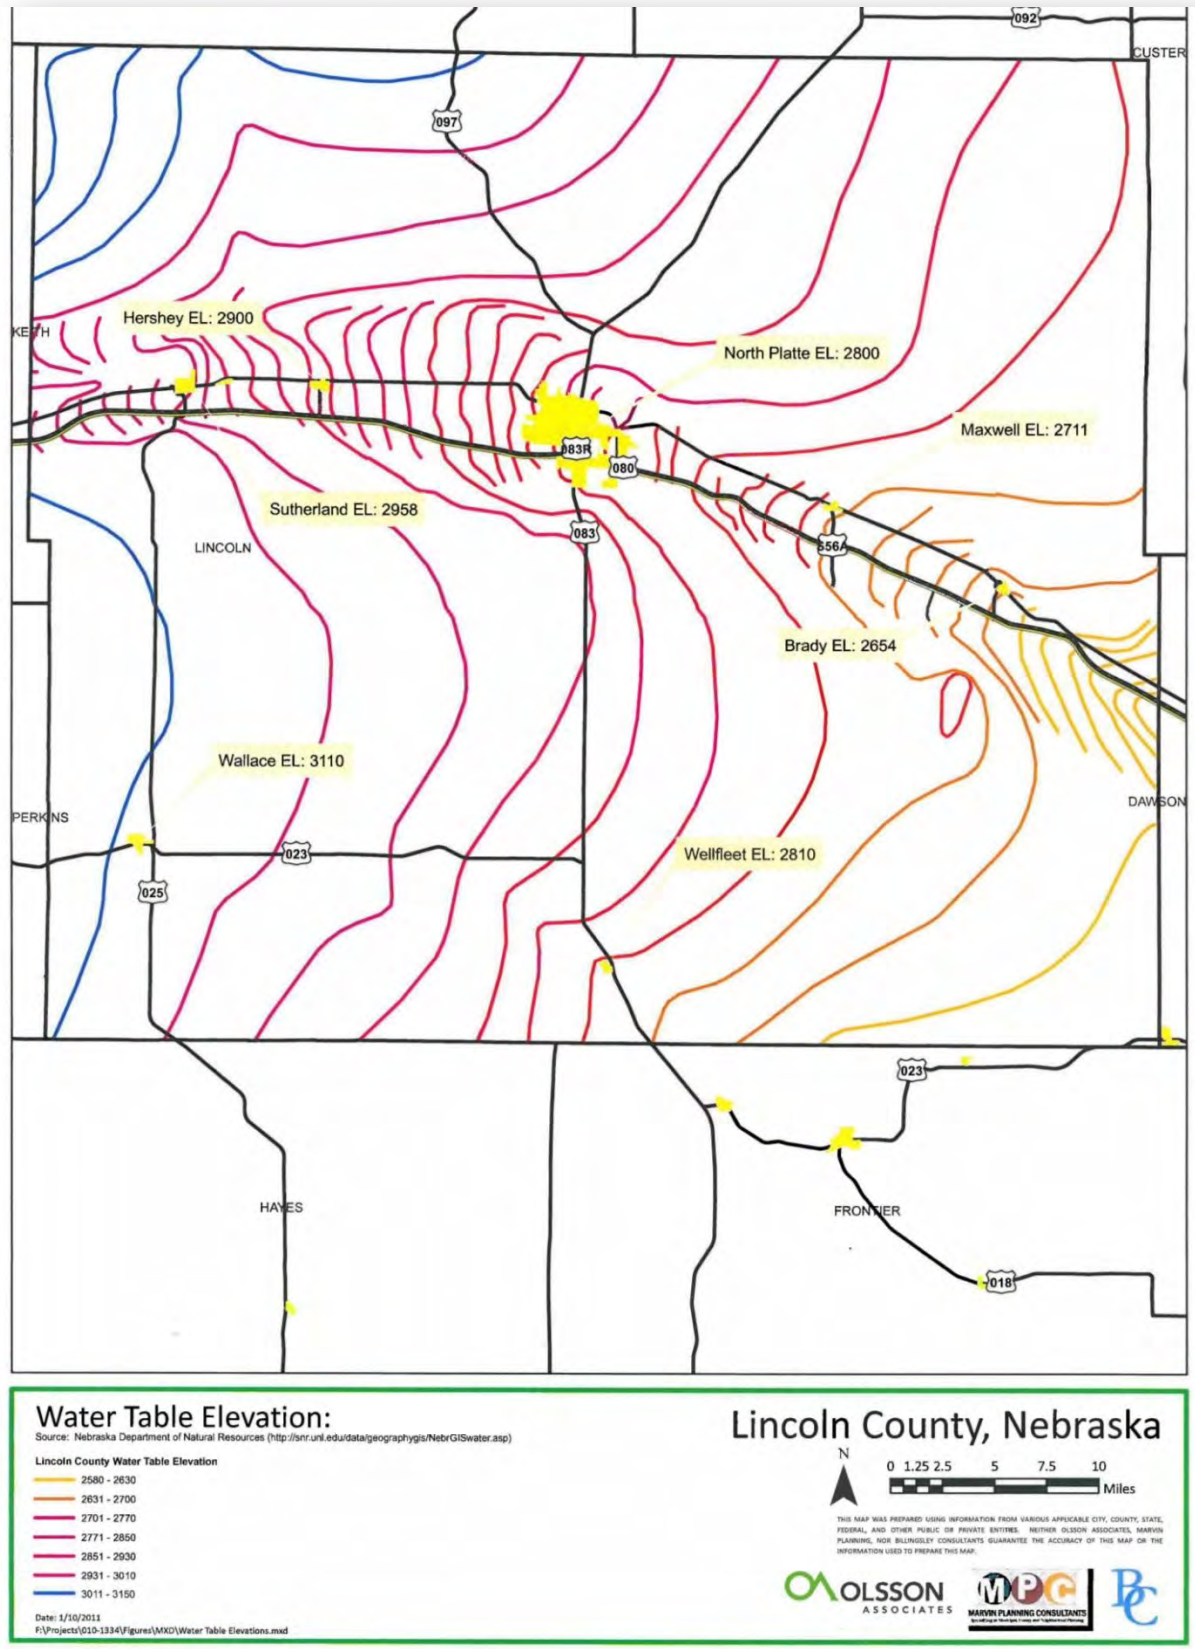 092
CUSTER
097
KEITH
Hershey EL: 2900
North Platte EL: 2800
Maxwell EL: 2711
083R
080
Sutherland EL: 2958
083
LINCOLN
S56A
Brady EL: 2654
Wallace EL: 3110
PERKINS
DAWSON
023
Wellfleet EL: 2810
025
023
HAYES
FRONTIER
018
Water Table Elevation:
Source: Nebraska Department of Natural Resources (http://snr.unl.edu/data/geographygis/NebrGISwater.asp)
Lincoln County Water Table Elevation
2580 - 2630
2631 - 2700
2701 - 2770
2771 - 2850
2851 - 2930
2931 - 3010
3011 - 3150
Date: 1/10/2011
F:\Projects\010-1334\Figures\MXD\Water Table Elevations.mxd
Lincoln County, Nebraska
N
0 1.25 2.5 5 7.5 10
Miles
THIS MAP WAS PREPARED USING INFORMATION FROM VARIOUS APPLICABLE CITY, COUNTY, STATE,
FEDERAL, AND OTHER PUBLIC OR PRIVATE ENTITIES. NEITHER OLSSON ASSOCIATES, MARVIN
PLANNING, NOR BILLINGSLEY CONSULTANTS GUARANTEE THE ACCURACY OF THIS MAP OR THE
INFORMATION USED TO PREPARE THIS MAP.
OA OLSSON
ASSOCIATES
MPC
MARVIN PLANNING CONSULTANTS
BC